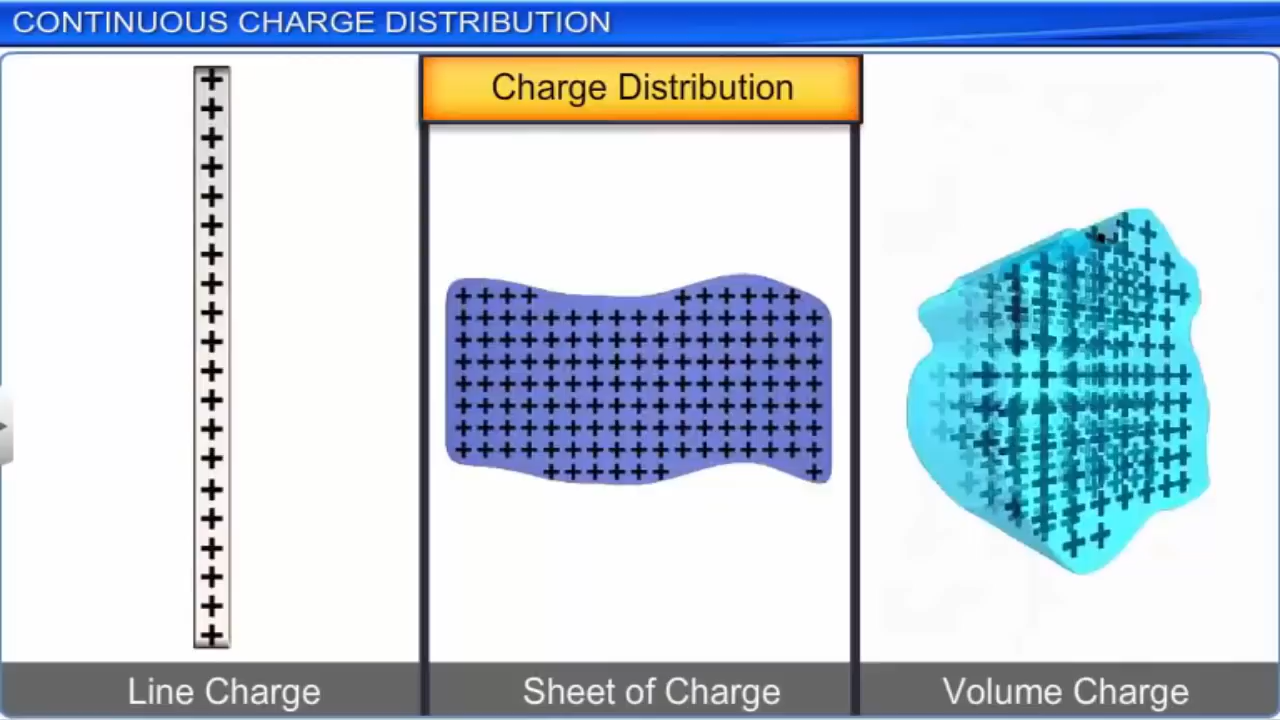 CONTINUOUS CHARGE DISTRIBUTION
Charge Distribution
Line Charge
Sheet of Charge
Volume Charge